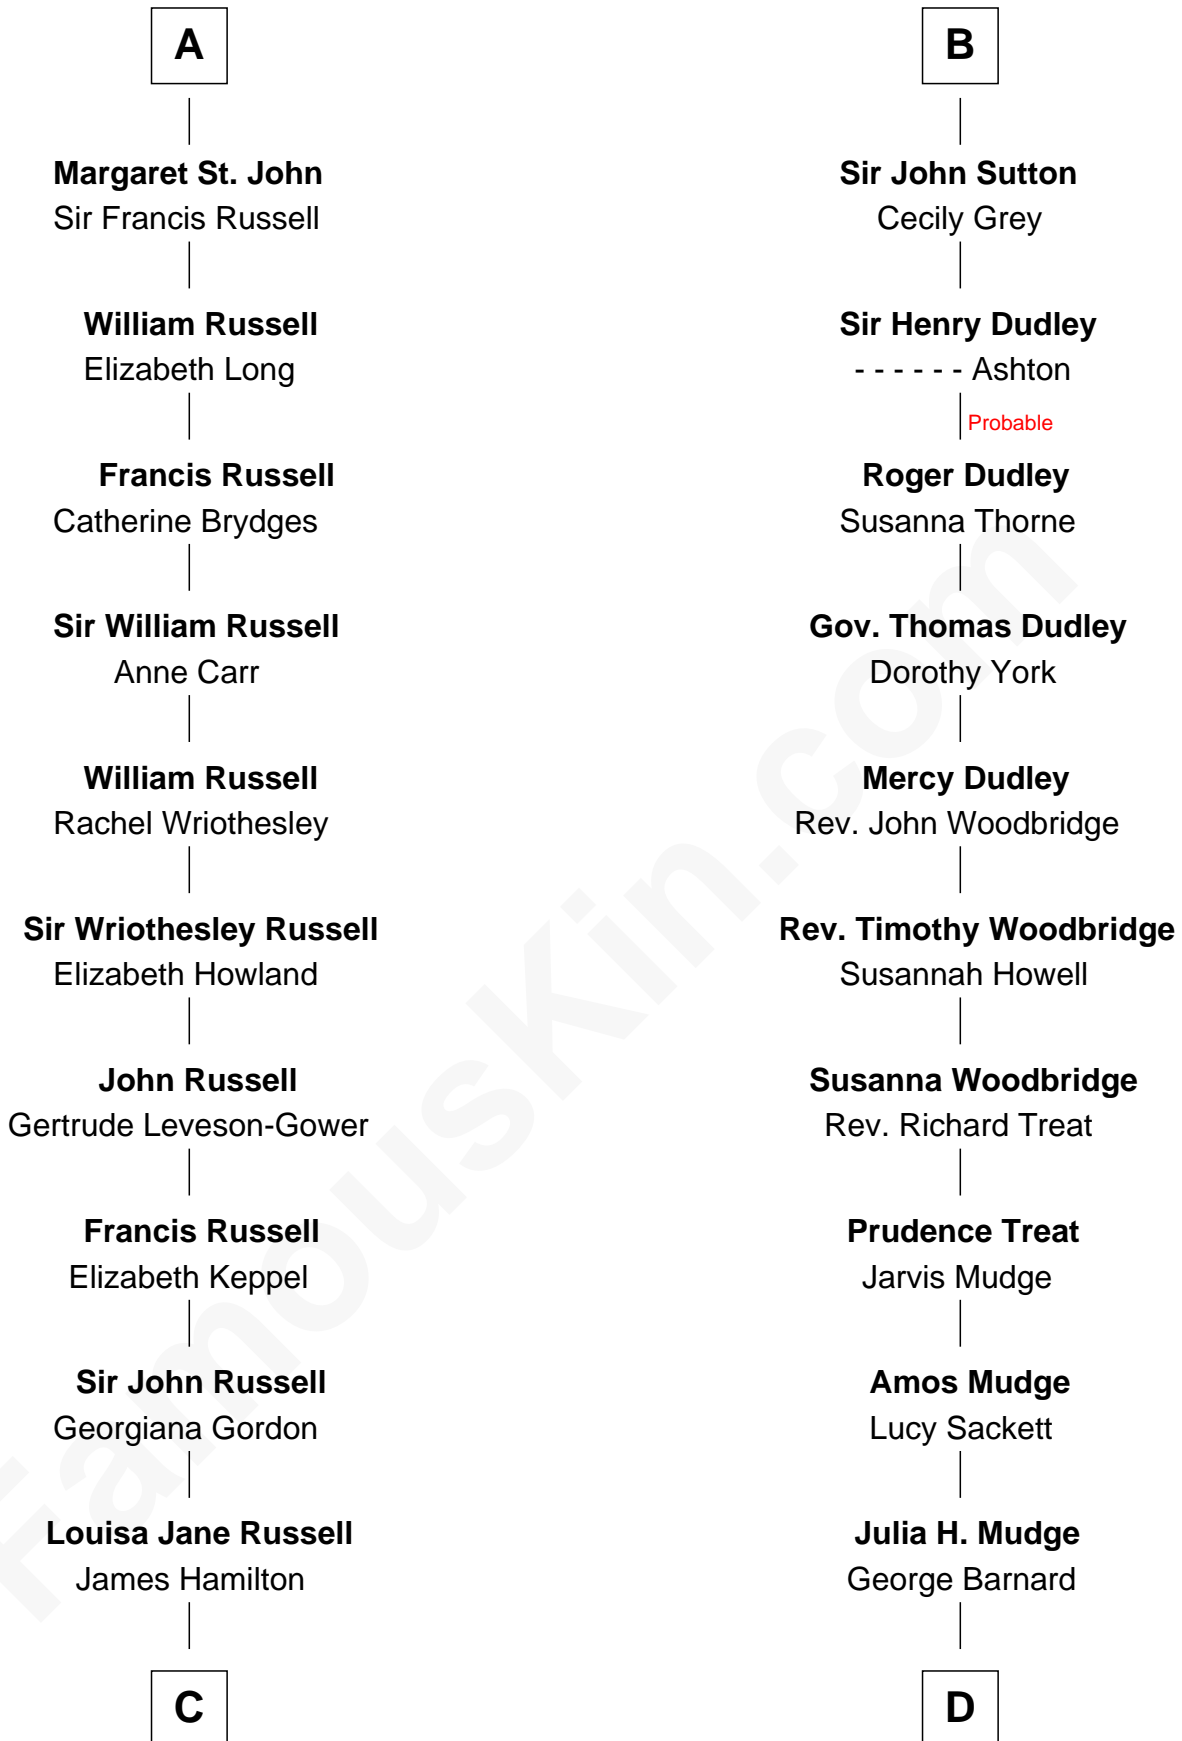 A
Margaret St. John
Sir Francis Russell
William Russell
Elizabeth Long
Francis Russell
Catherine Brydges
Sir William Russell
Anne Carr
William Russell
Rachel Wriothesley
Sir Wriothesley Russell
Elizabeth Howland
John Russell
Gertrude Leveson-Gower
Francis Russell
Elizabeth Keppel
Sir John Russell
Georgiana Gordon
Louisa Jane Russell
James Hamilton
C
B
Sir John Sutton
Cecily Grey
Sir Henry Dudley
- - - - - - Ashton
Probable
Roger Dudley
Susanna Thorne
Gov. Thomas Dudley
Dorothy York
Mercy Dudley
Rev. John Woodbridge
Rev. Timothy Woodbridge
Susannah Howell
Susanna Woodbridge
Rev. Richard Treat
Prudence Treat
Jarvis Mudge
Amos Mudge
Lucy Sackett
Julia H. Mudge
George Barnard
D
FamousKin.com